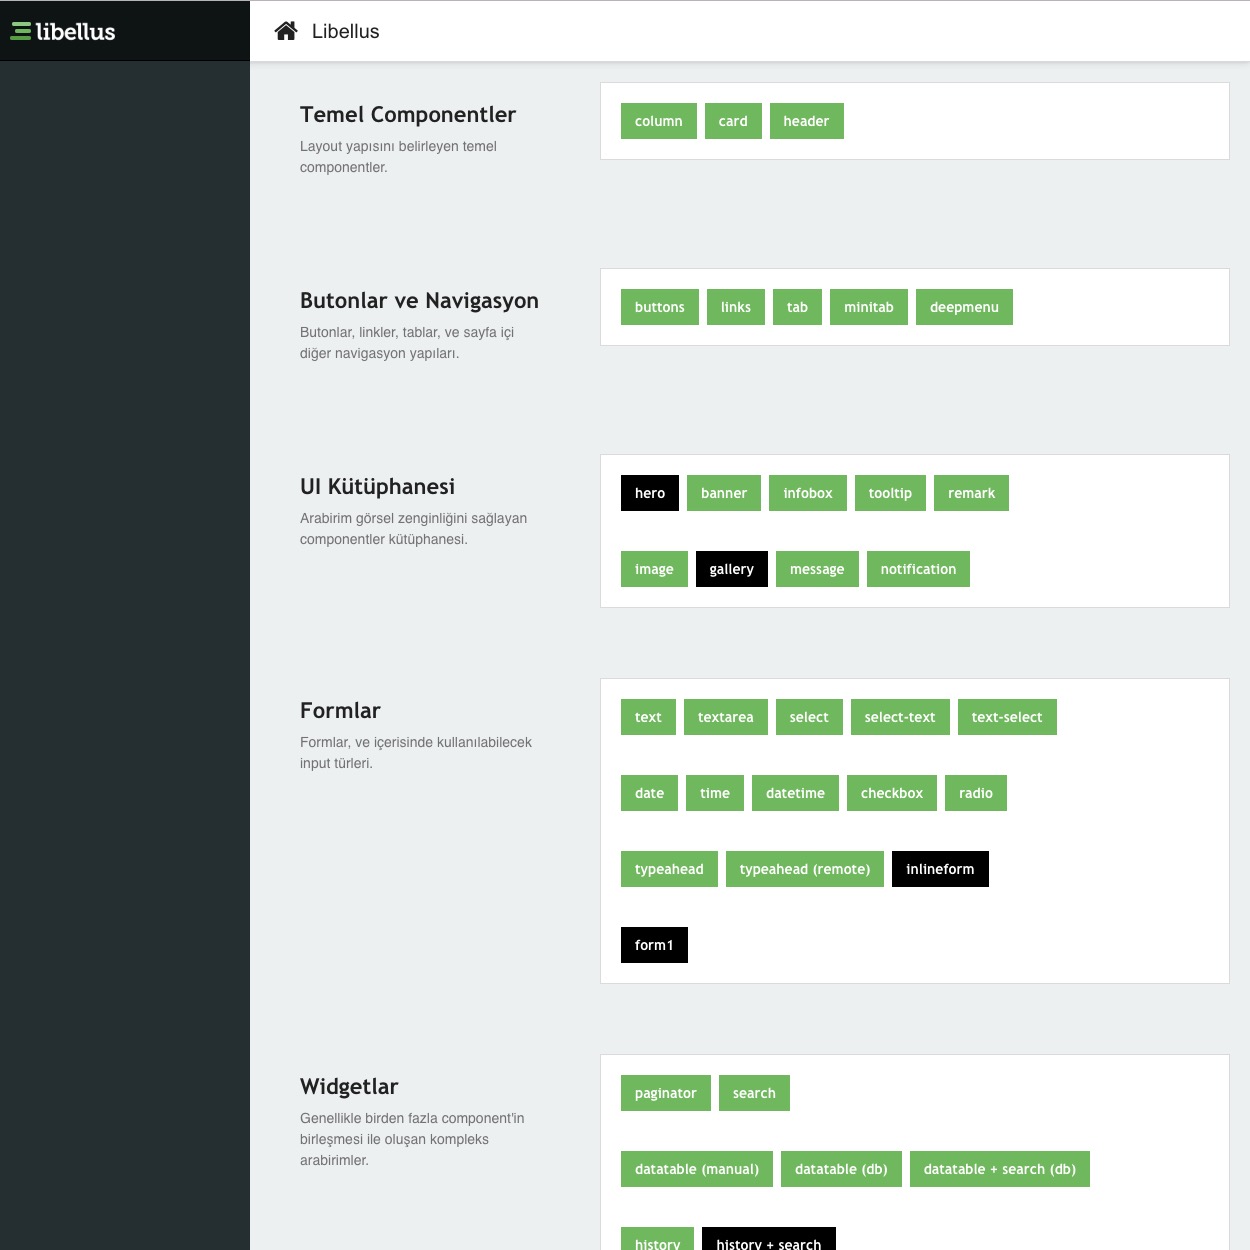 libellus
Libellus
Temel Componentler
Layout yapısını belirleyen temel
componentler.
column card header
Butonlar ve Navigasyon
Butonlar, linkler, tablar, ve sayfa içi
diğer navigasyon yapıları.
buttons links tab minitab deepmenu
UI Kütüphanesi
Arabirim görsel zenginliğini sağlayan
componentler kütüphanesi.
hero banner infobox tooltip remark
image gallery message notification
Formlar
Formlar, ve içerisinde kullanılabilecek
input türleri.
text textarea select select-text text-select
date time datetime checkbox radio
typeahead typeahead (remote) inlineform
form1
Widgetlar
Genellikle birden fazla component'in
birleşmesi ile oluşan kompleks
arabirimler.
paginator search
datatable (manual) datatable (db) datatable + search (db)
history history + search